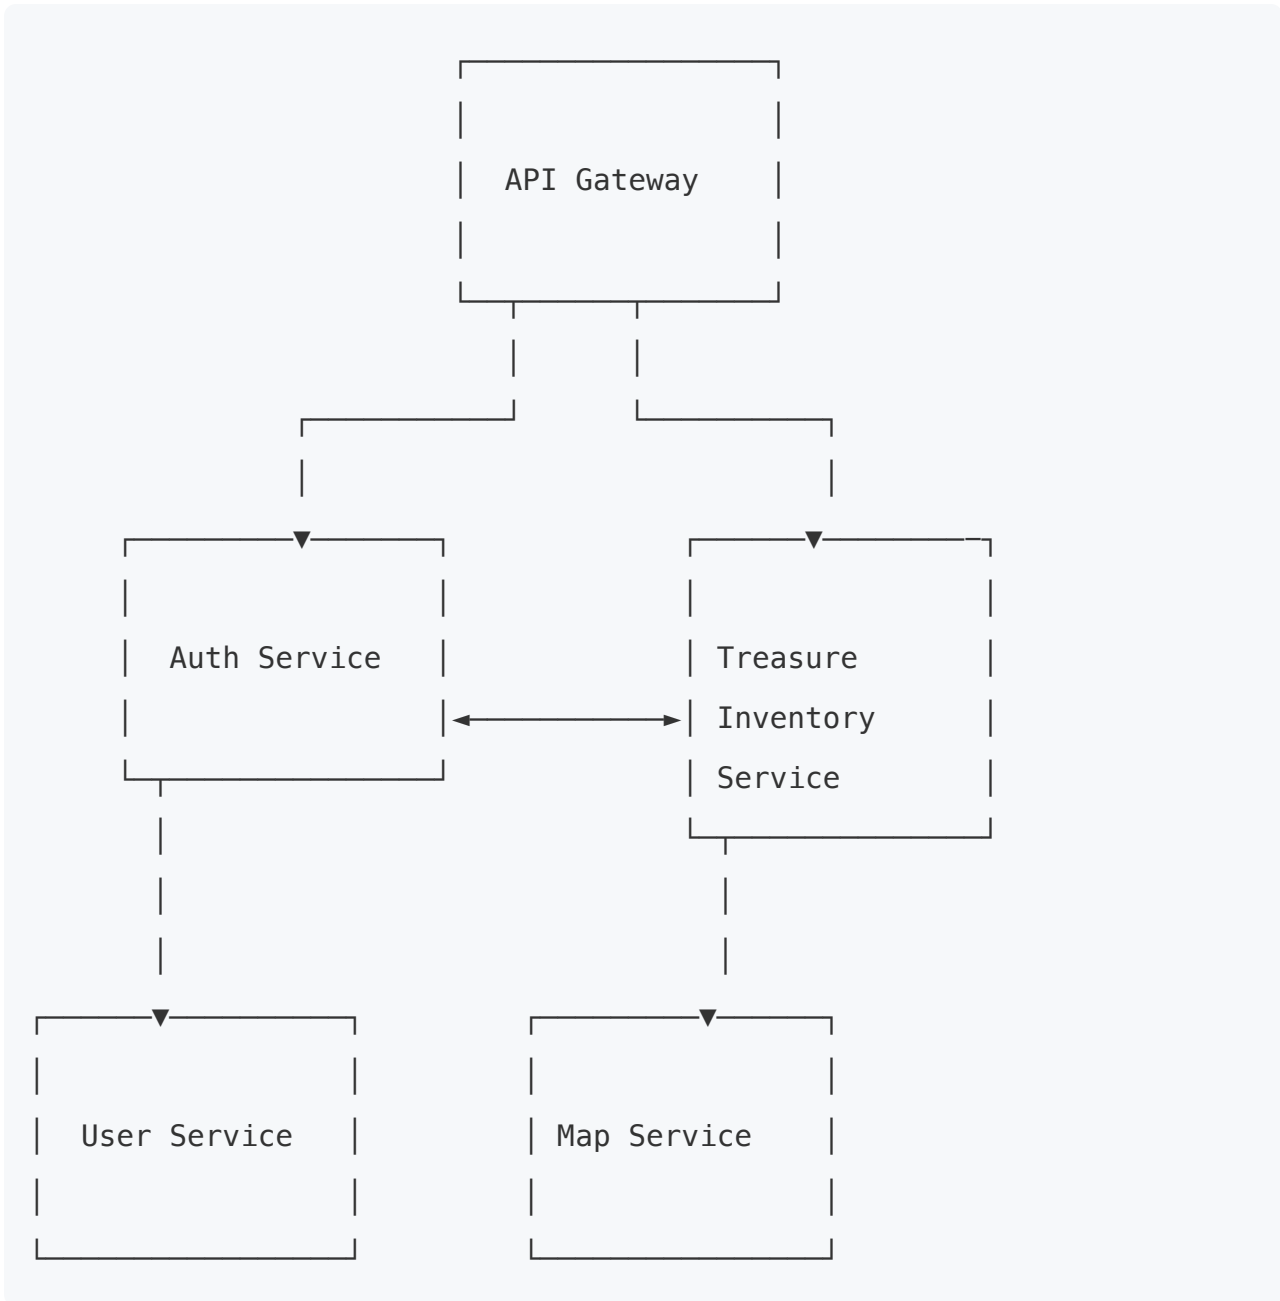 API Gateway
Auth Service
Treasure
Inventory
Service
User Service
Map Service